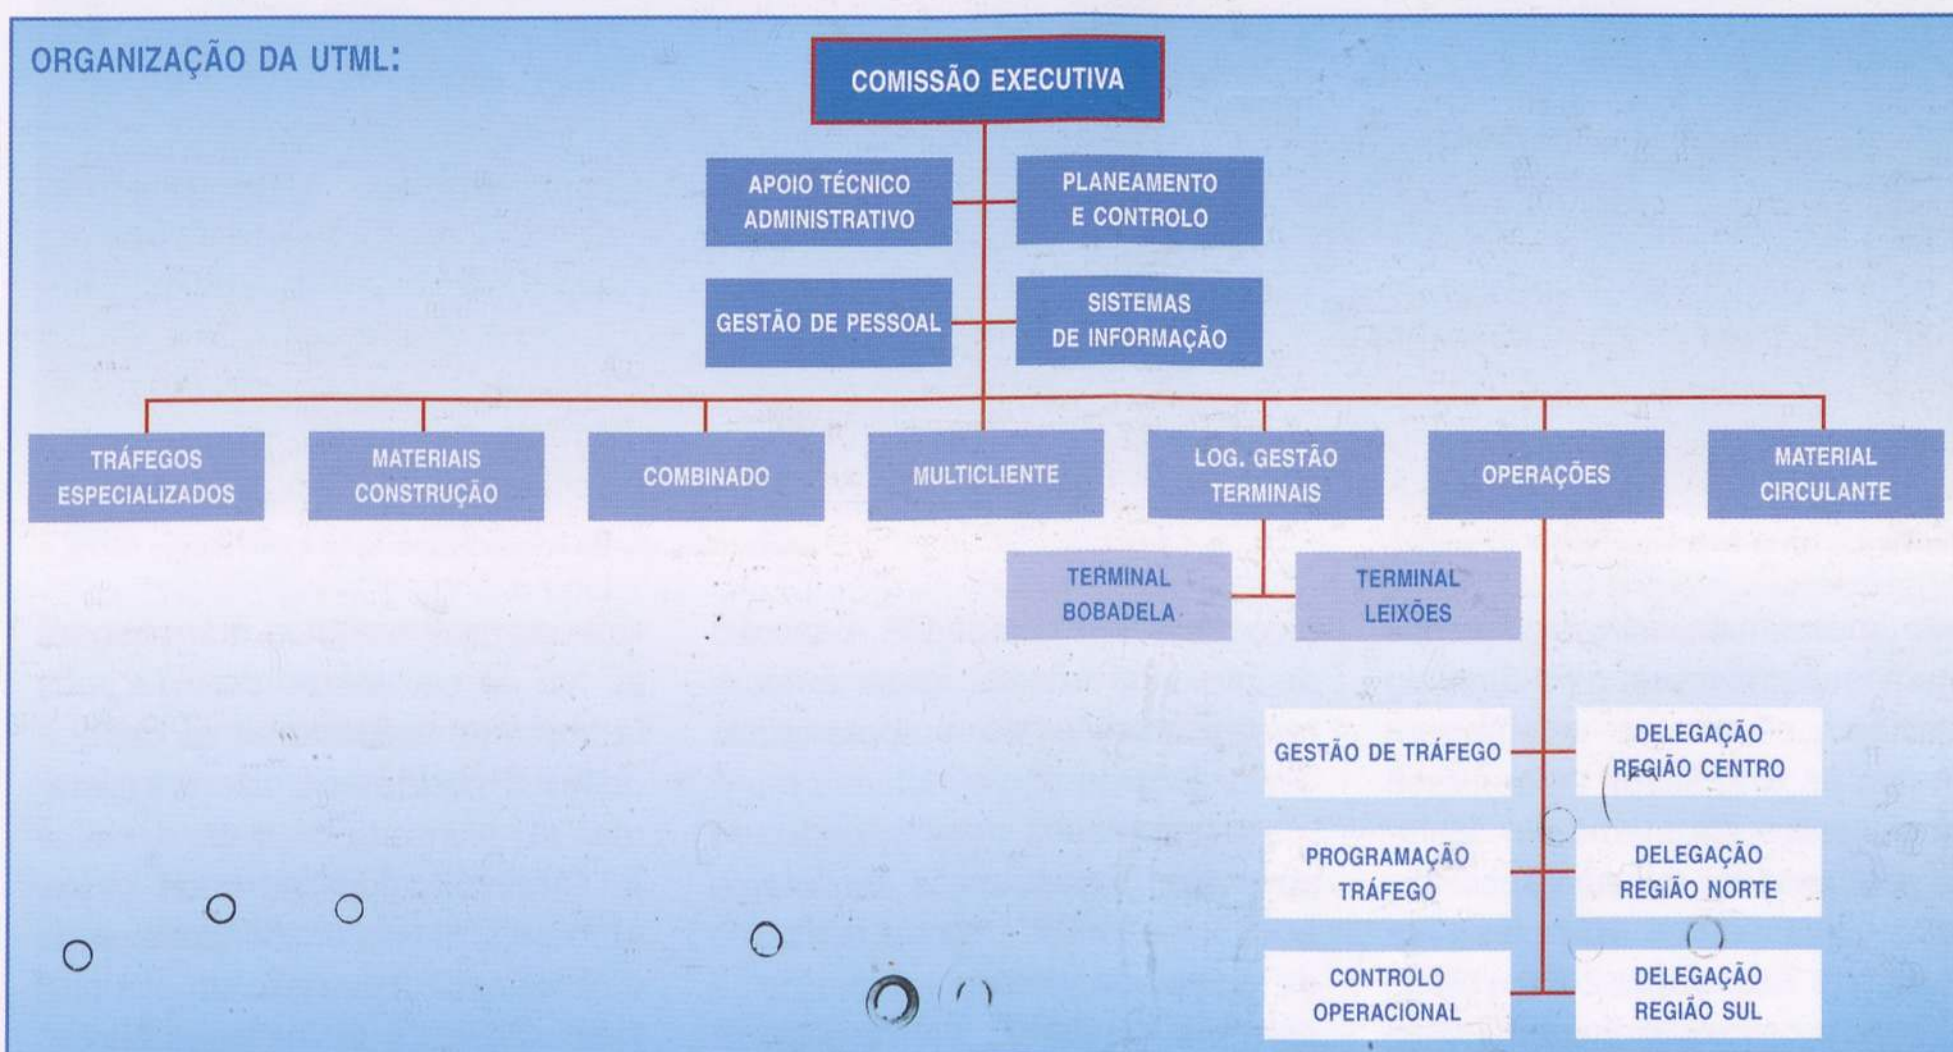 ORGANIZAÇÃO DA UTML:
COMISSÃO EXECUTIVA
APOIO TÉCNICO
ADMINISTRATIVO
PLANEAMENTO
E CONTROLO
GESTÃO DE PESSOAL
SISTEMAS
DE INFORMAÇÃO
TRÁFEGOS
ESPECIALIZADOS
MATERIAIS
CONSTRUÇÃO
COMBINADO
MULTICLIENTE
LOG. GESTÃO
TERMINAIS
OPERAÇÕES
MATERIAL
CIRCULANTE
TERMINAL
BOBADELA
TERMINAL
LEIXÕES
GESTÃO DE TRÁFEGO
DELEGAÇÃO
REGIÃO CENTRO
PROGRAMAÇÃO
TRÁFEGO
DELEGAÇÃO
REGIÃO NORTE
CONTROLO
OPERACIONAL
DELEGAÇÃO
REGIÃO SUL